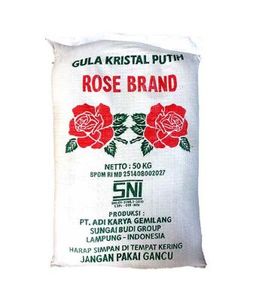 GULA KRISTAL PUTIH
ROSE BRAND
NETTO : 50 KG
BPOM RI MD 251408002027
SNI
PRODUKSI :
PT. ADI KARYA GEMILANG
SUNGAI BUDI GROUP
LAMPUNG - INDONESIA
HARAP SIMPAN DI TEMPAT KERING
JANGAN PAKAI GANCU